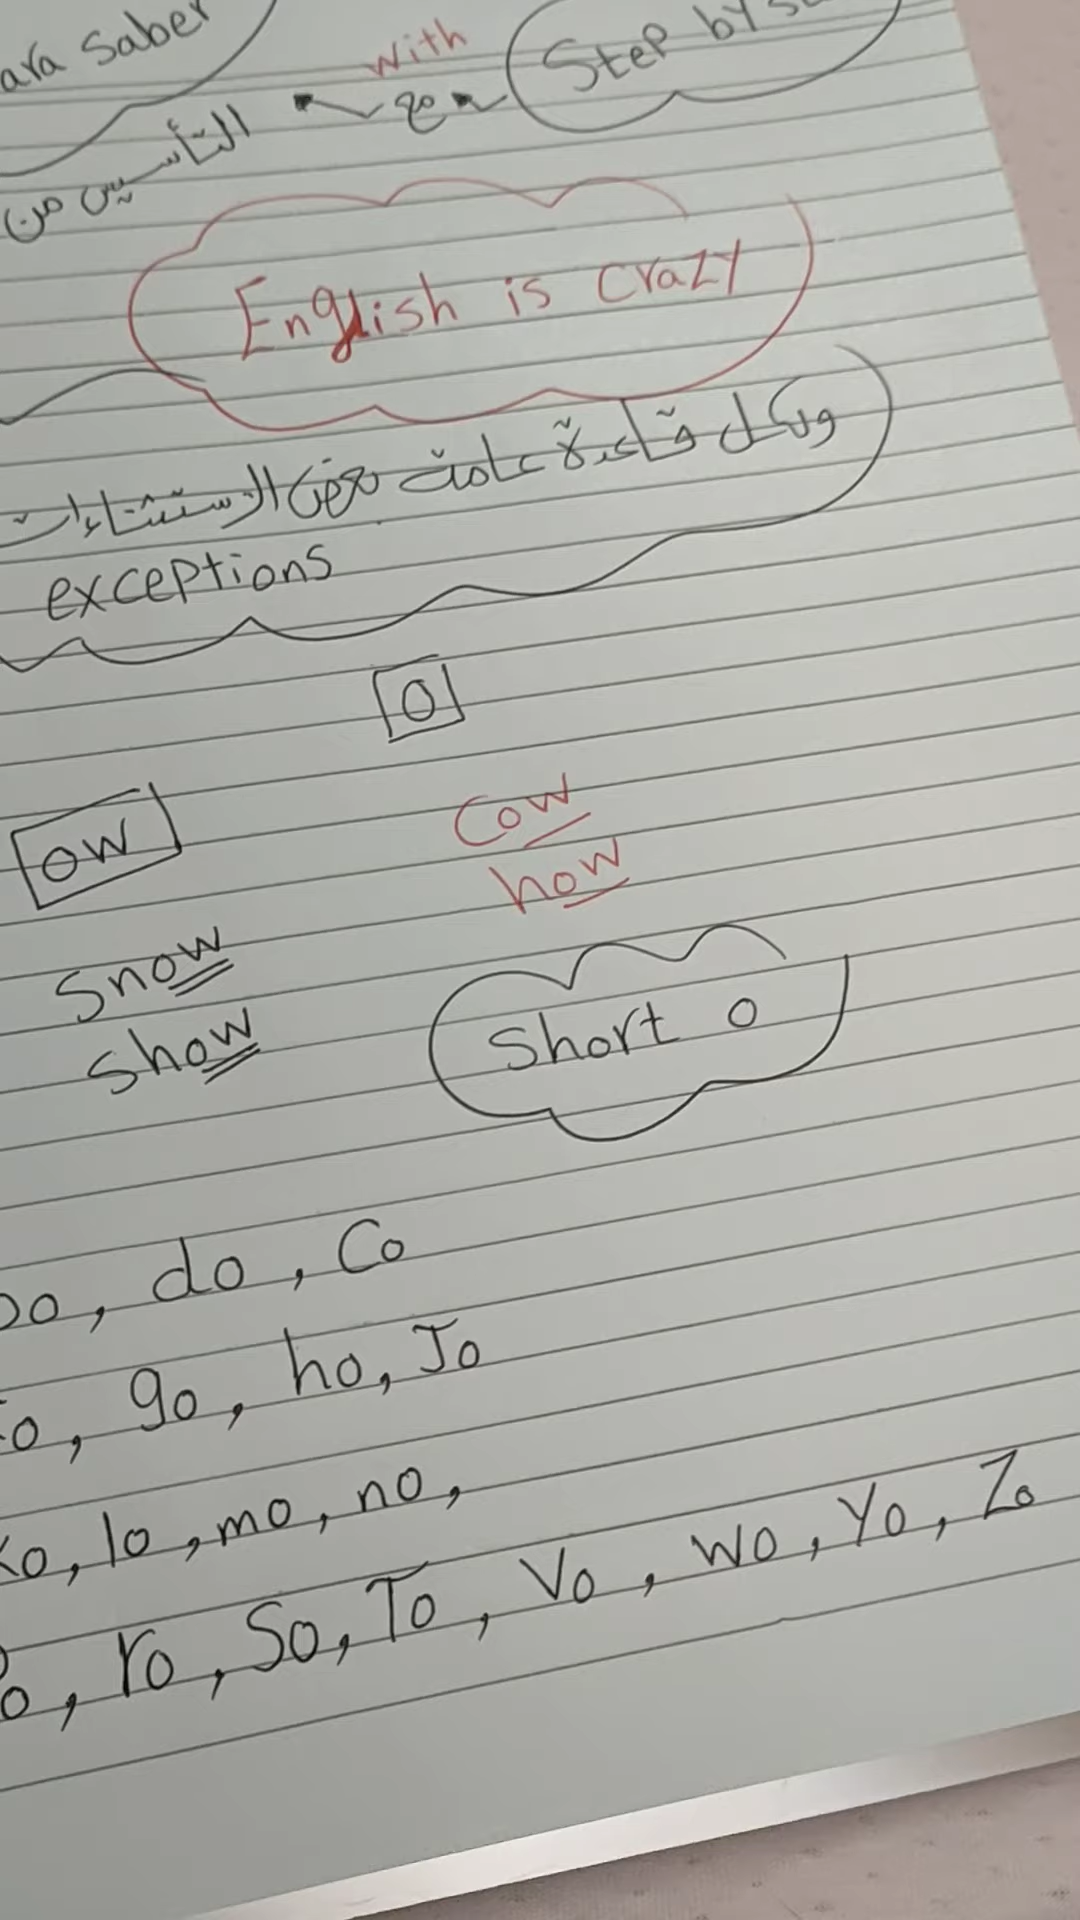 ara Saber
with
Step by
مع
التأسيس من
English is crazy
ولكل قاعدة عامة بعض الاستثناءات
exceptions
O
ow
Cow
how
Snow
Show
Short o
do, Co
go, ho, Jo
lo, mo, no,
ro, So, To, Vo, wo, Yo, Zo